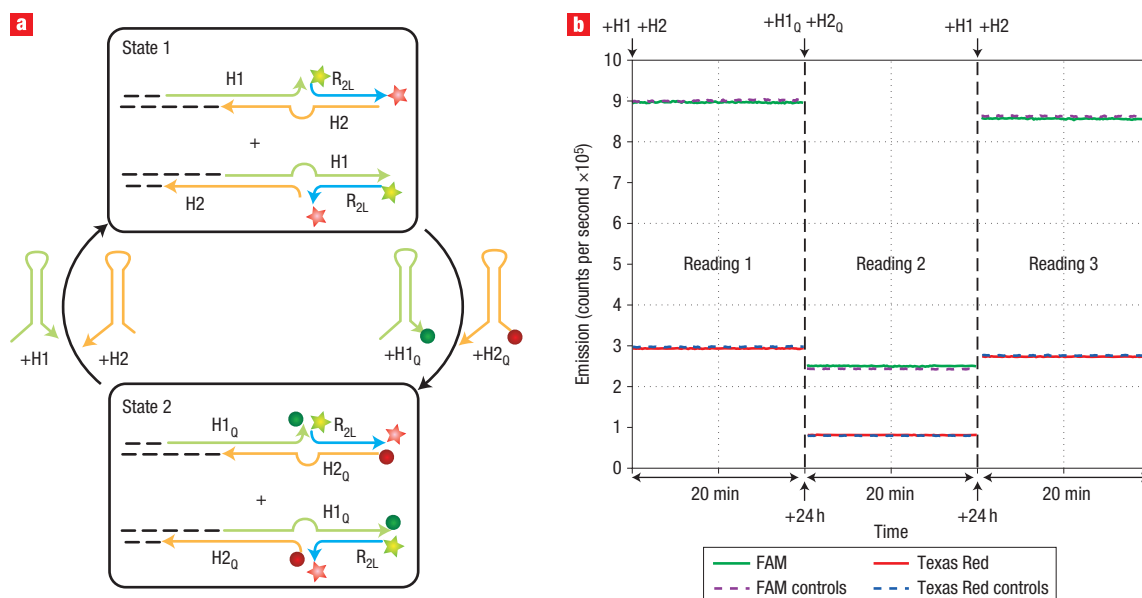 a
State 1
H1
R2L
H2
+
H1
H2
R2L
+H1
+H2
+H1Q
+H2Q
State 2
H1Q
R2L
H2Q
+
H1Q
H2Q
R2L
b
+H1 +H2
+H1Q +H2Q
+H1 +H2
Emission (counts per second ×10⁵)
10
9
8
7
6
5
4
3
2
1
0
Reading 1
Reading 2
Reading 3
20 min
20 min
20 min
+24 h
+24 h
Time
FAM
Texas Red
FAM controls
Texas Red controls